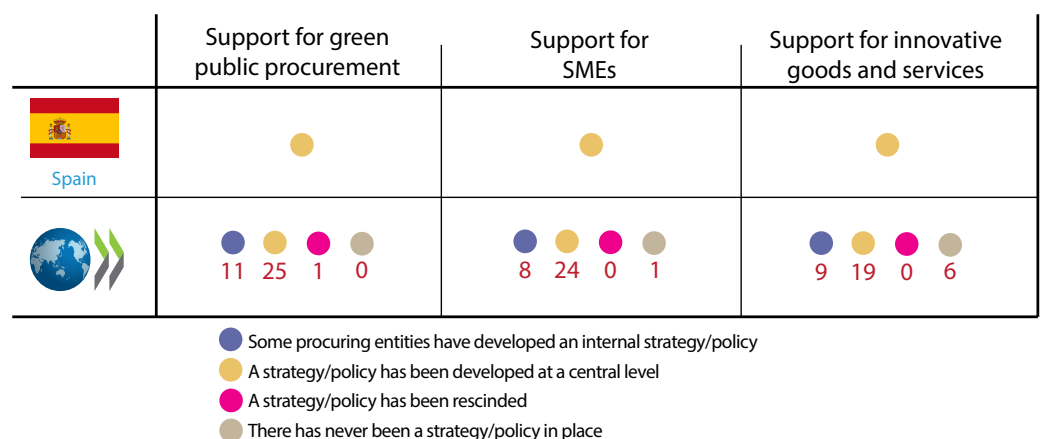 Support for green
public procurement
Support for
SMEs
Support for innovative
goods and services
Spain
11 25 1 0
8 24 0 1
9 19 0 6
Some procuring entities have developed an internal strategy/policy
A strategy/policy has been developed at a central level
A strategy/policy has been rescinded
There has never been a strategy/policy in place